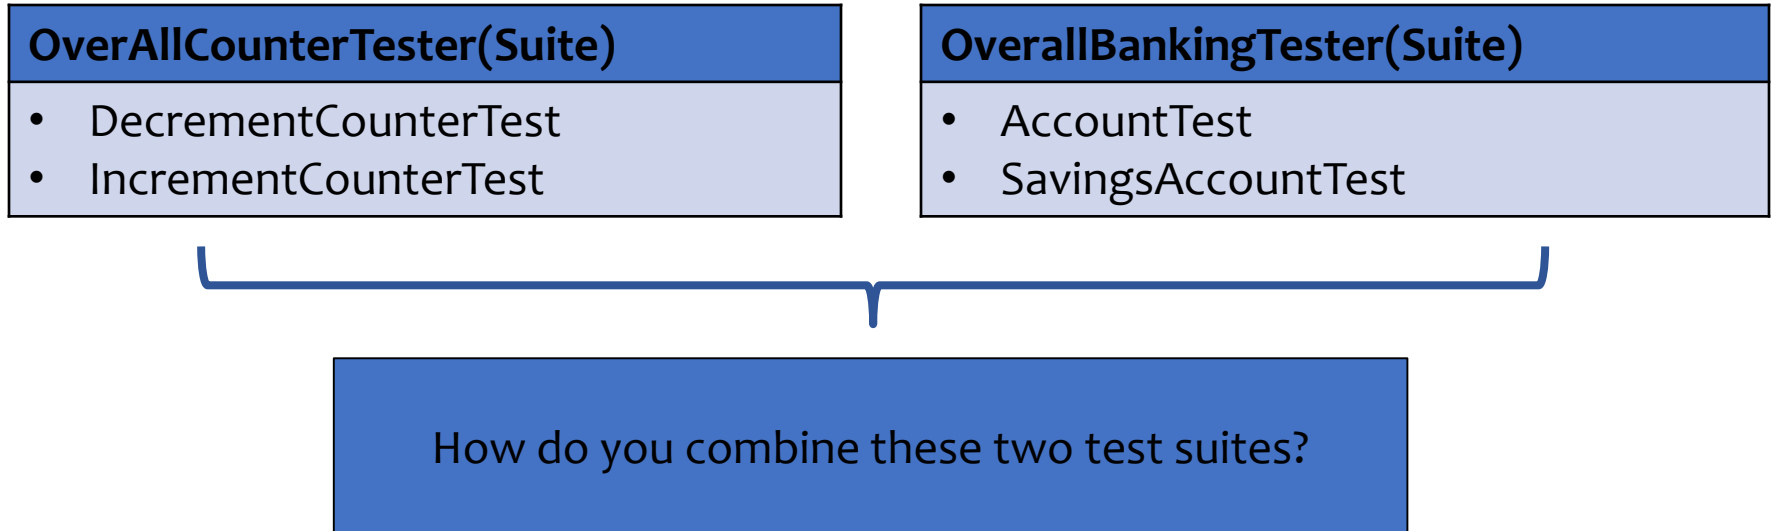 OverAllCounterTester(Suite)
• DecrementCounterTest
• IncrementCounterTest
OverallBankingTester(Suite)
• AccountTest
• SavingsAccountTest
How do you combine these two test suites?